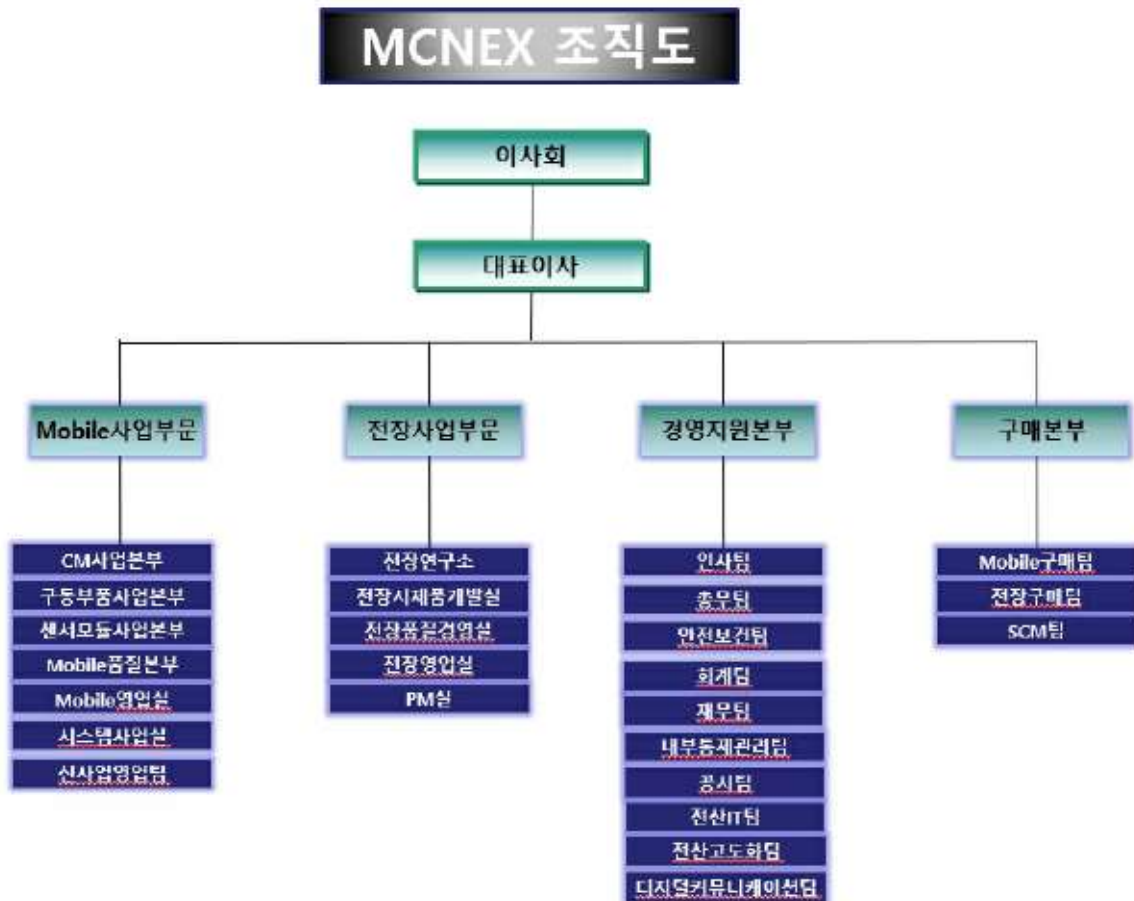 MCNEX 조직도
이사회
대표이사
Mobile사업부문
전장사업부문
경영지원본부
구매본부
CM사업본부
구동부품사업본부
센서모듈사업본부
Mobile품질본부
Mobile영업실
시스템사업실
신사업영업팀
전장연구소
전장시제품개발실
전장품질경영실
전장영업실
PM실
인사팀
총무팀
안전보건팀
회계팀
재무팀
내부통제관리팀
공시팀
전산IT팀
전산고도화팀
디지털커뮤니케이션팀
Mobile구매팀
전장구매팀
SCM팀